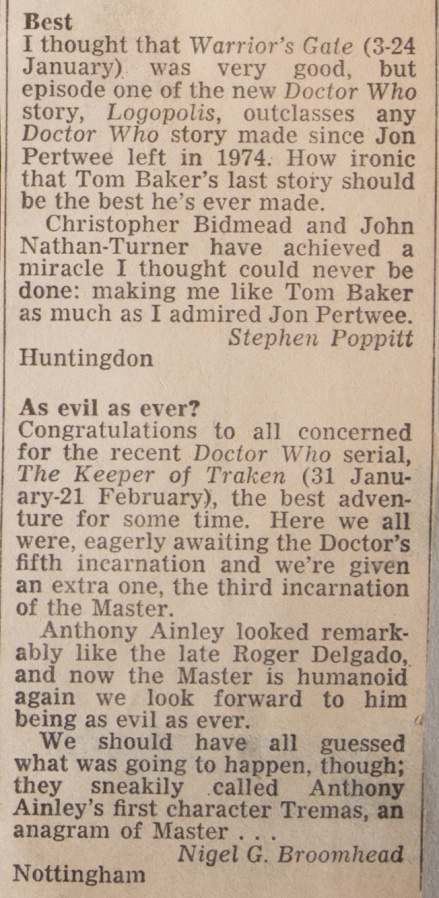 Best
I thought that Warrior's Gate (3-24
January) was very good, but
episode one of the new Doctor Who
story, Logopolis, outclasses any
Doctor Who story made since Jon
Pertwee left in 1974. How ironic
that Tom Baker's last story should
be the best he's ever made.
Christopher Bidmead and John
Nathan-Turner have achieved a
miracle I thought could never be
done: making me like Tom Baker
as much as I admired Jon Pertwee.
Stephen Poppitt
Huntingdon
As evil as ever?
Congratulations to all concerned
for the recent Doctor Who serial,
The Keeper of Traken (31 Janu-
ary-21 February), the best adven-
ture for some time. Here we all
were, eagerly awaiting the Doctor's
fifth incarnation and we're given
an extra one, the third incarnation
of the Master.
Anthony Ainley looked remark-
ably like the late Roger Delgado,
and now the Master is humanoid
again we look forward to him
being as evil as ever.
We should have all guessed
what was going to happen, though;
they sneakily called Anthony
Ainley's first character Tremas, an
anagram of Master . . .
Nigel G. Broomhead
Nottingham